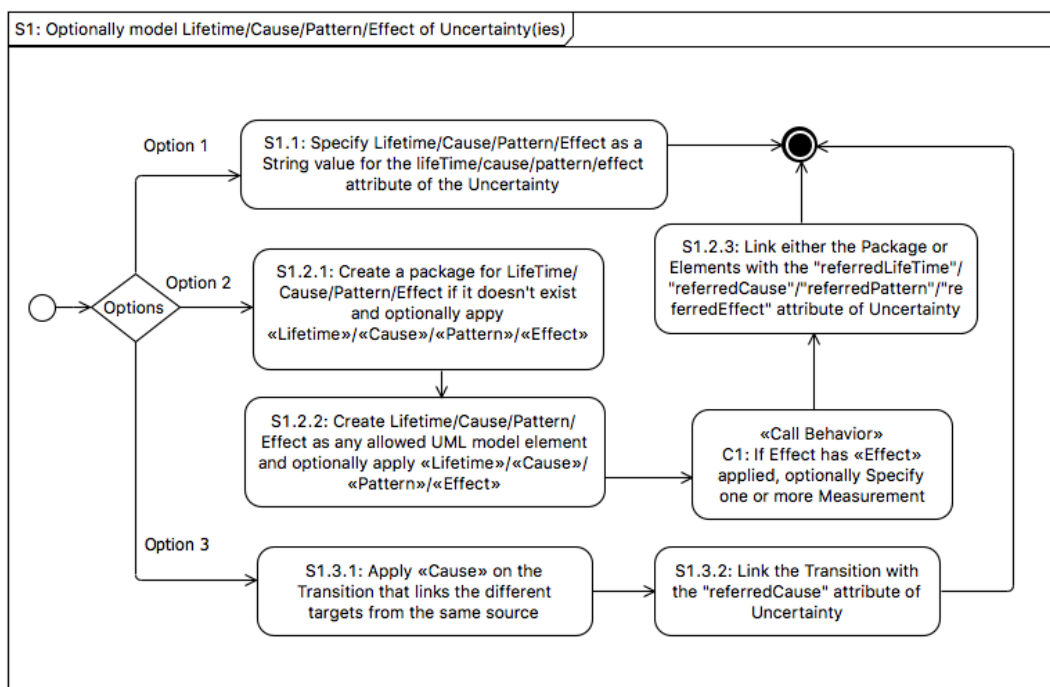 S1: Optionally model Lifetime/Cause/Pattern/Effect of Uncertainty(ies)
Option 1
S1.1: Specify Lifetime/Cause/Pattern/Effect as a
String value for the lifeTime/cause/pattern/effect
attribute of the Uncertainty
Options
Option 2
S1.2.1: Create a package for LifeTime/
Cause/Pattern/Effect if it doesn't exist
and optionally appy
«Lifetime»/«Cause»/«Pattern»/«Effect»
S1.2.3: Link either the Package or
Elements with the "referredLifeTime"/
"referredCause"/"referredPattern"/"re
ferredEffect" attribute of Uncertainty
S1.2.2: Create Lifetime/Cause/Pattern/
Effect as any allowed UML model element
and optionally apply «Lifetime»/«Cause»/
«Pattern»/«Effect»
«Call Behavior»
C1: If Effect has «Effect»
applied, optionally Specify
one or more Measurement
Option 3
S1.3.1: Apply «Cause» on the
Transition that links the different
targets from the same source
S1.3.2: Link the Transition with
the "referredCause" attribute of
Uncertainty